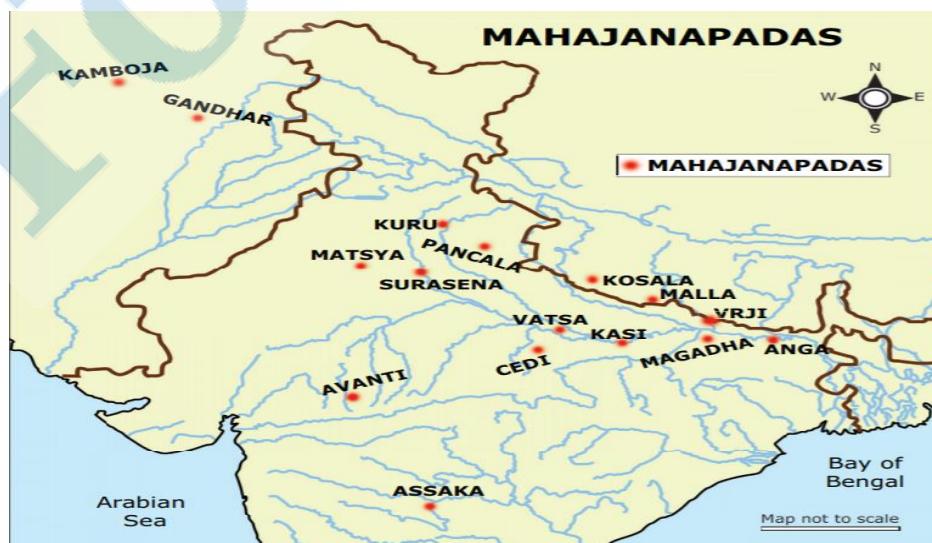 MAHAJANAPADAS
KAMBOJA
GANDHAR
N
W
E
S
MAHAJANAPADAS
KURU
PANCALA
MATSYA
SURASENA
KOSALA
MALLA
VRJI
VATSA
KASI
CEDI
MAGADHA
ANGA
AVANTI
ASSAKA
Arabian
Sea
Bay of
Bengal
Map not to scale